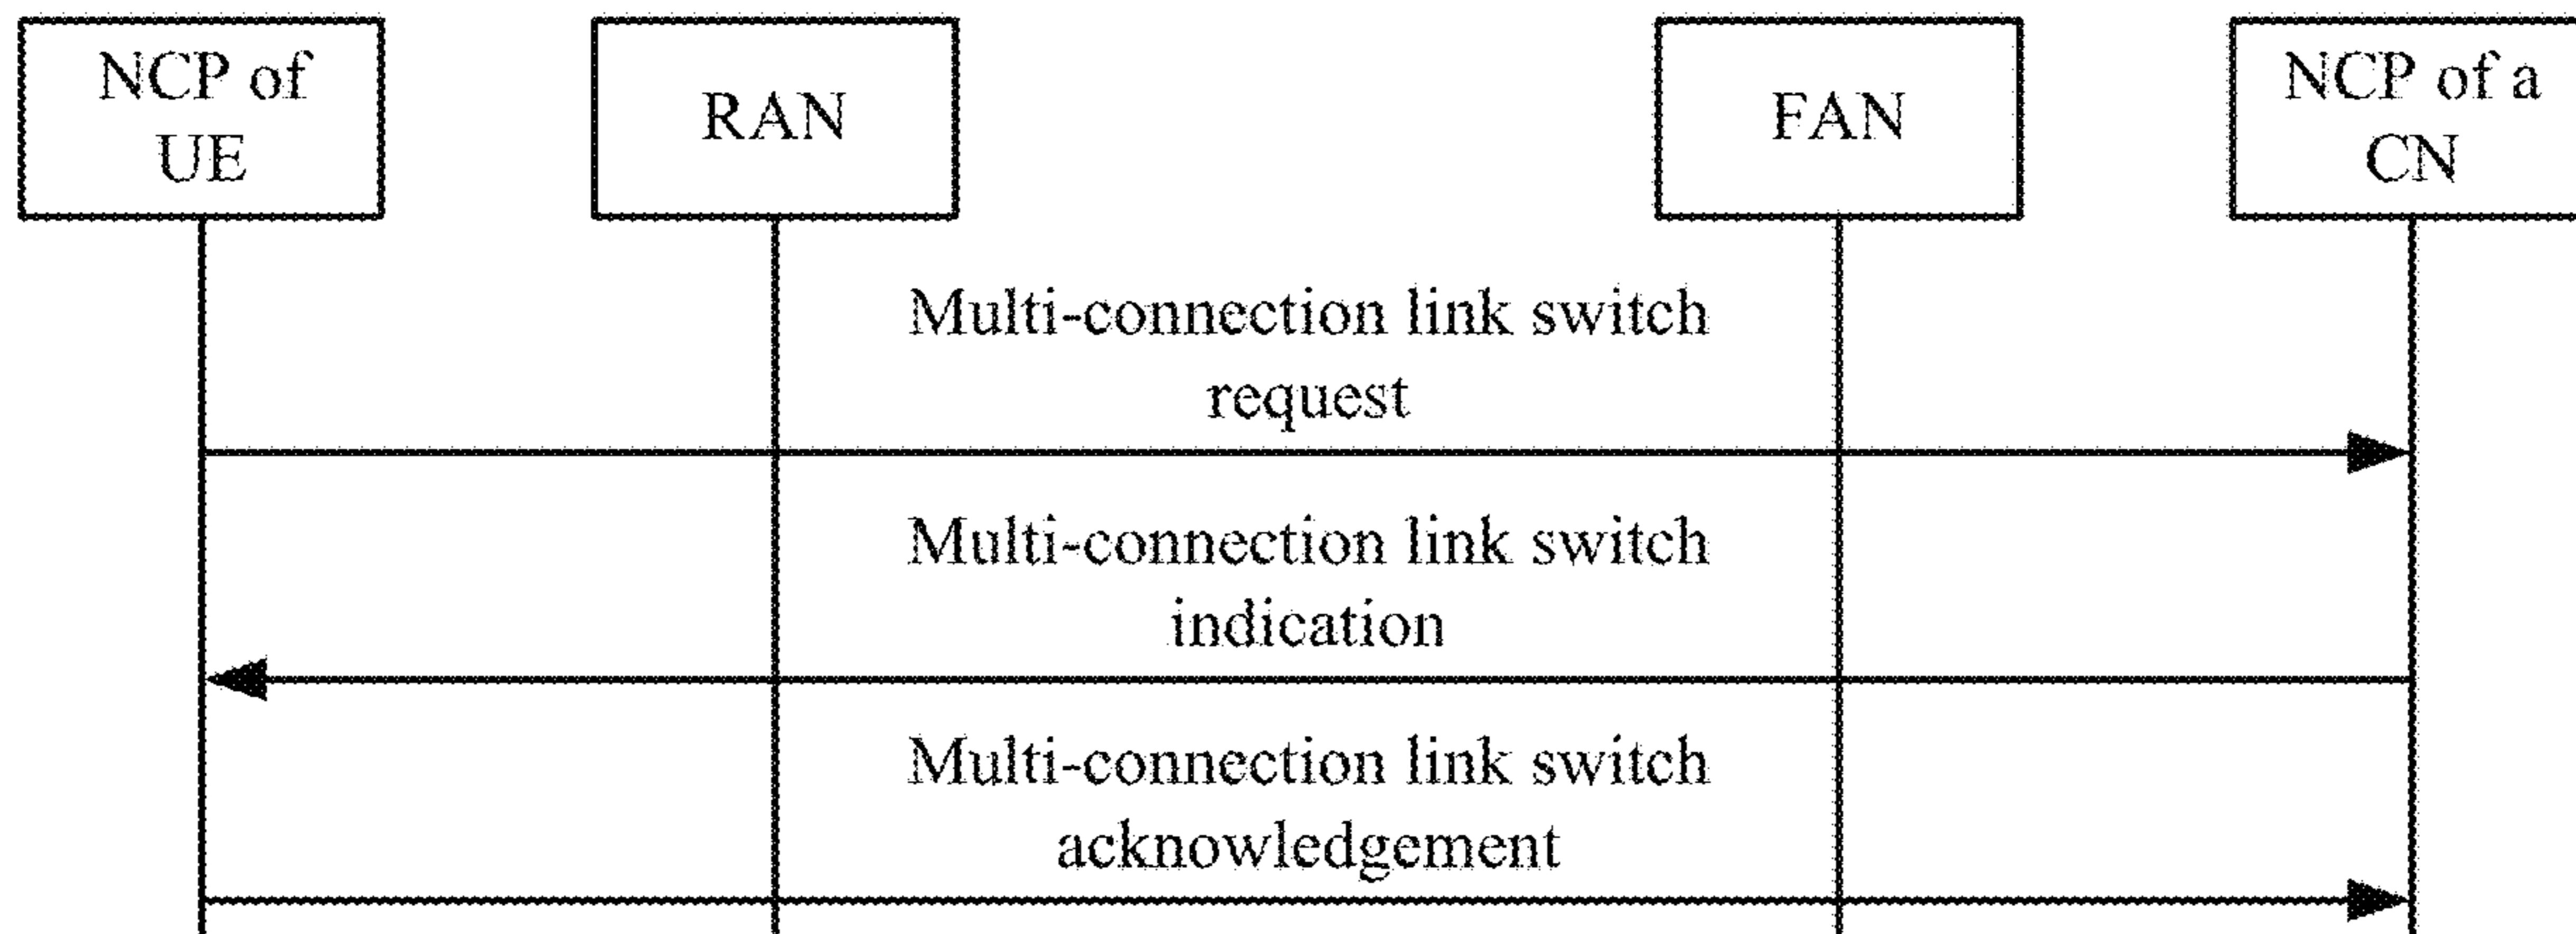 NCP of
UE
RAN
FAN
NCP of a
CN
Multi-connection link switch
request
Multi-connection link switch
indication
Multi-connection link switch
acknowledgement